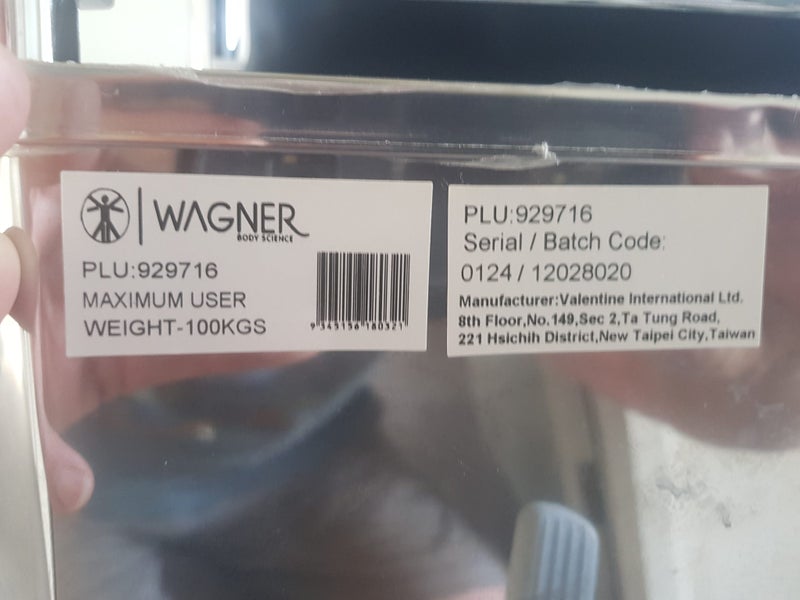 WAGNER
BODY SCIENCE
PLU:929716
MAXIMUM USER
WEIGHT-100KGS
9 345156 180321
PLU:929716
Serial / Batch Code:
0124 / 12028020
Manufacturer:Valentine International Ltd.
8th Floor,No.149,Sec 2,Ta Tung Road,
221 Hsichih District,New Taipei City,Taiwan